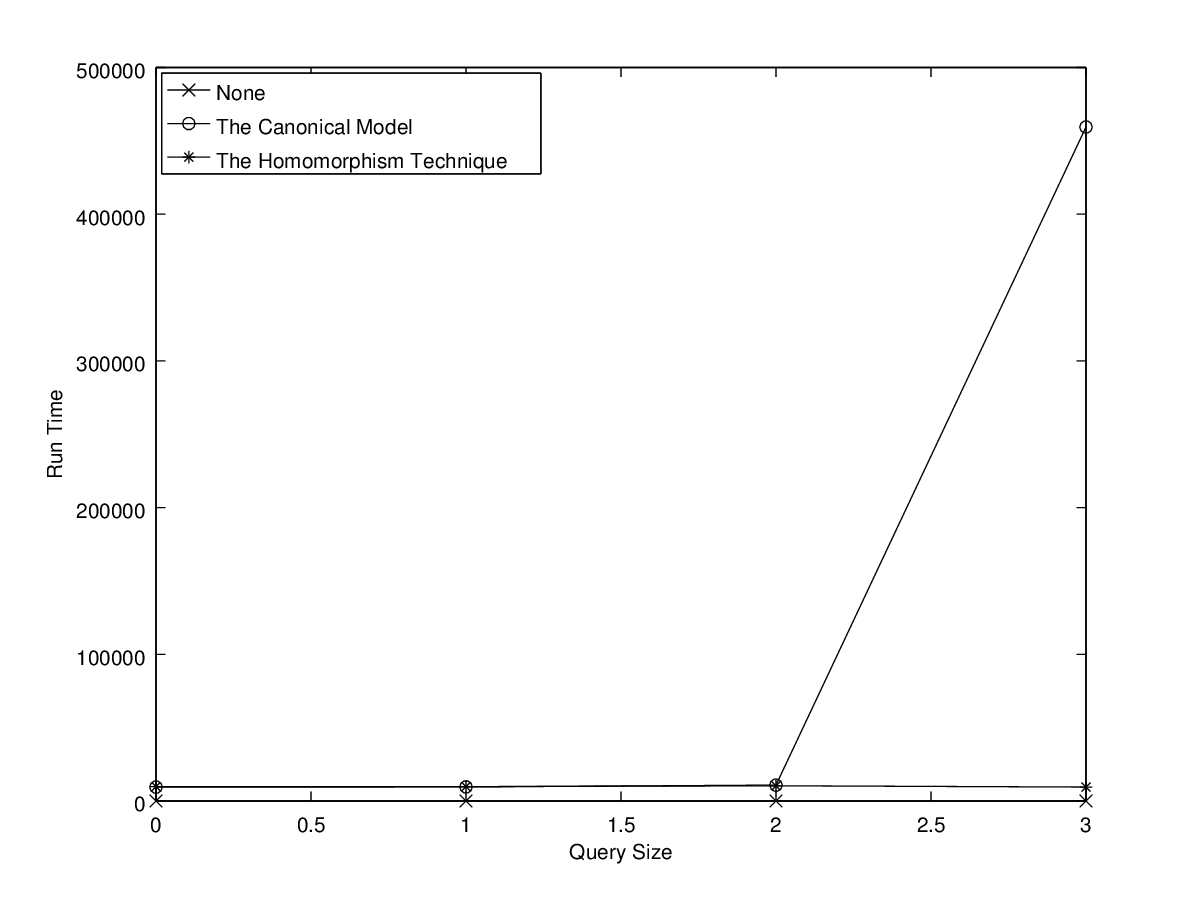 500000
400000
300000
200000
100000
0
None
The Canonical Model
The Homomorphism Technique
Run Time
0 0.5 1 1.5 2 2.5 3
Query Size